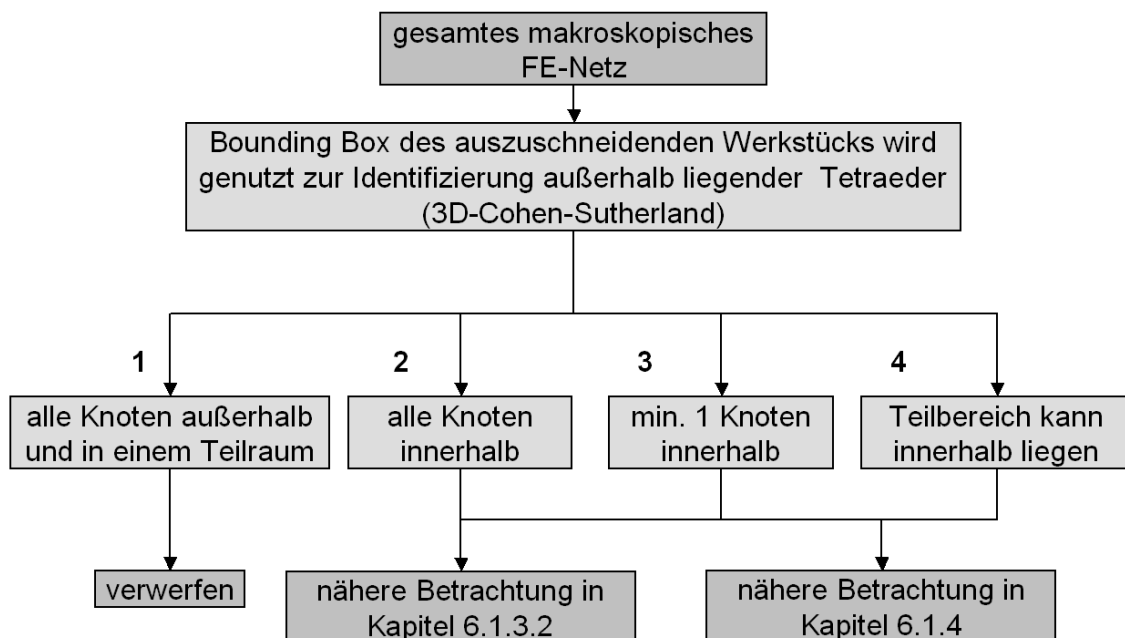 gesamtes makroskopisches
FE-Netz
Bounding Box des auszuschneidenden Werkstücks wird
genutzt zur Identifizierung außerhalb liegender Tetraeder
(3D-Cohen-Sutherland)
1
2
3
4
alle Knoten außerhalb
und in einem Teilraum
alle Knoten
innerhalb
min. 1 Knoten
innerhalb
Teilbereich kann
innerhalb liegen
verwerfen
nähere Betrachtung in
Kapitel 6.1.3.2
nähere Betrachtung in
Kapitel 6.1.4